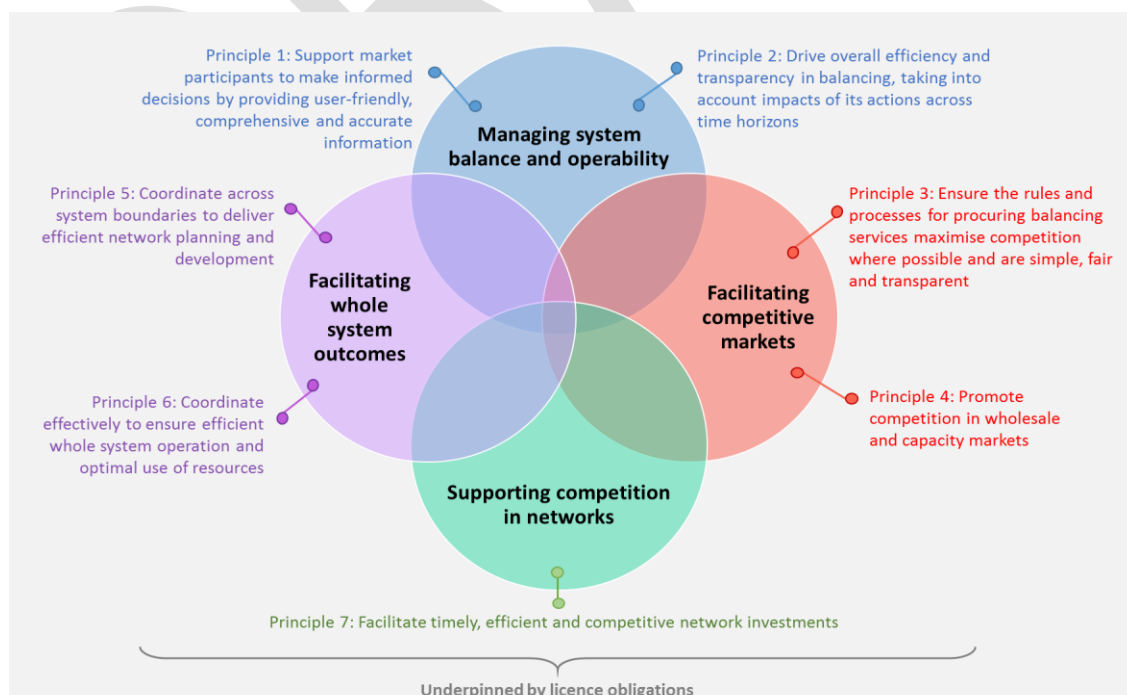 Principle 1: Support market
participants to make informed
decisions by providing user-friendly,
comprehensive and accurate
information
Principle 2: Drive overall efficiency and
transparency in balancing, taking into
account impacts of its actions across
time horizons
Managing system
balance and operability
Principle 5: Coordinate across
system boundaries to deliver
efficient network planning and
development
Principle 3: Ensure the rules and
processes for procuring balancing
services maximise competition
where possible and are simple, fair
and transparent
Facilitating
whole
system
outcomes
Facilitating
competitive
markets
Principle 6: Coordinate
effectively to ensure efficient
whole system operation and
optimal use of resources
Principle 4: Promote
competition in wholesale
and capacity markets
Supporting competition
in networks
Principle 7: Facilitate timely, efficient and competitive network investments
Underpinned by licence obligations